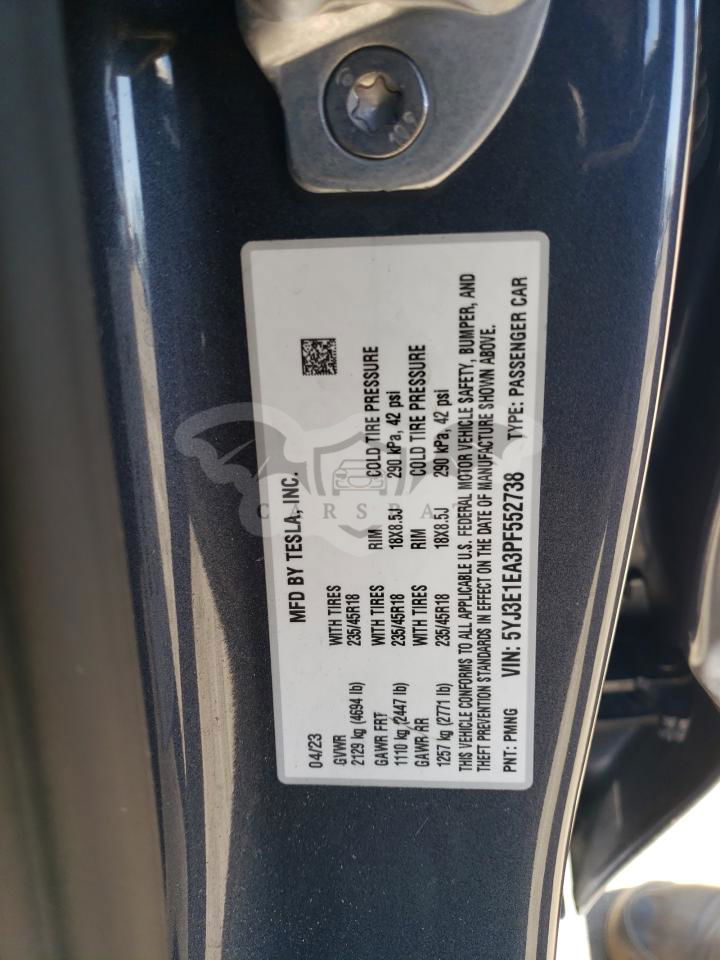 MFD BY TESLA, INC.
04/23
GVWR WITH TIRES RIM COLD TIRE PRESSURE
2129 kg (4694 lb) 235/45R18 18X8.5J 290 kPa, 42 psi
GAWR FRT WITH TIRES
1110 kg (2447 lb) 235/45R18
GAWR RR WITH TIRES RIM COLD TIRE PRESSURE
1257 kg (2771 lb) 235/45R18 18X8.5J 290 kPa, 42 psi
THIS VEHICLE CONFORMS TO ALL APPLICABLE U.S. FEDERAL MOTOR VEHICLE SAFETY, BUMPER, AND
THEFT PREVENTION STANDARDS IN EFFECT ON THE DATE OF MANUFACTURE SHOWN ABOVE.
PNT: PMNG VIN: 5YJ3E1EA3PF552738 TYPE: PASSENGER CAR